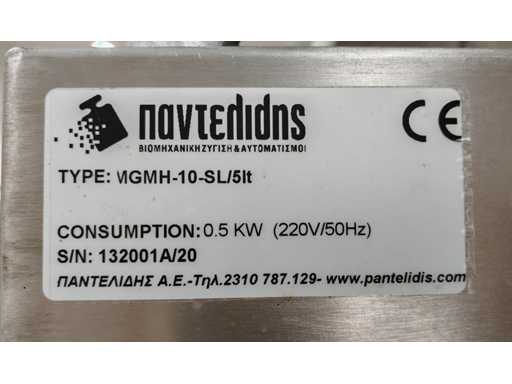 παντελιδης
ΒΙΟΜΗΧΑΝΙΚΗ ΖΥΓΙΣΗ & ΑΥΤΟΜΑΤΙΣΜΟΙ
CE
TYPE: MGMH-10-SL/5lt
CONSUMPTION: 0.5 KW (220V/50Hz)
S/N: 132001A/20
ΠΑΝΤΕΛΙΔΗΣ Α.Ε.-Τηλ.2310 787.129- www.pantelidis.com